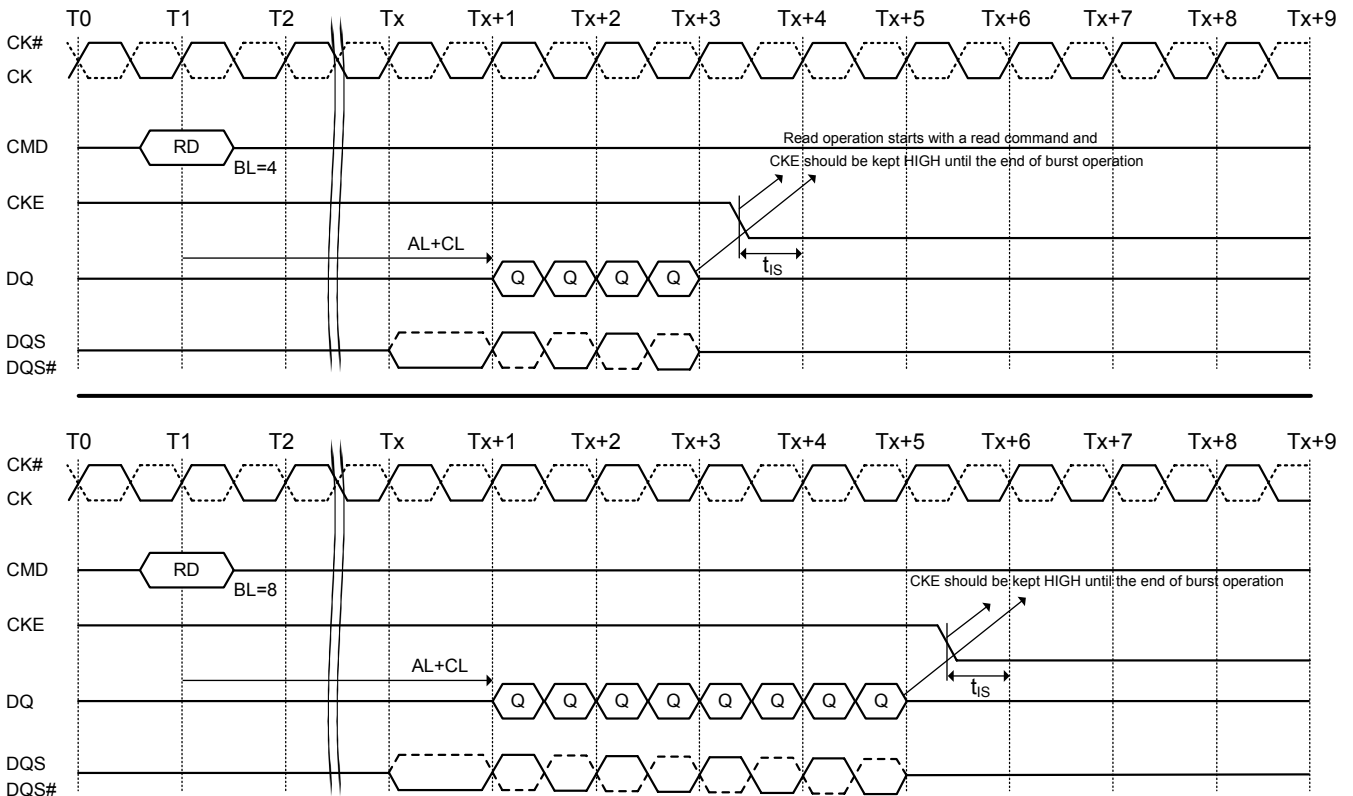 T0 T1 T2 Tx Tx+1 Tx+2 Tx+3 Tx+4 Tx+5 Tx+6 Tx+7 Tx+8 Tx+9
CK#
CK
CMD RD
BL=4
Read operation starts with a read command and
CKE should be kept HIGH until the end of burst operation
CKE
AL+CL
tIS
DQ Q Q Q Q
DQS
DQS#
T0 T1 T2 Tx Tx+1 Tx+2 Tx+3 Tx+4 Tx+5 Tx+6 Tx+7 Tx+8 Tx+9
CK#
CK
CMD RD
BL=8
CKE should be kept HIGH until the end of burst operation
CKE
AL+CL
tIS
DQ Q Q Q Q Q Q Q Q
DQS
DQS#